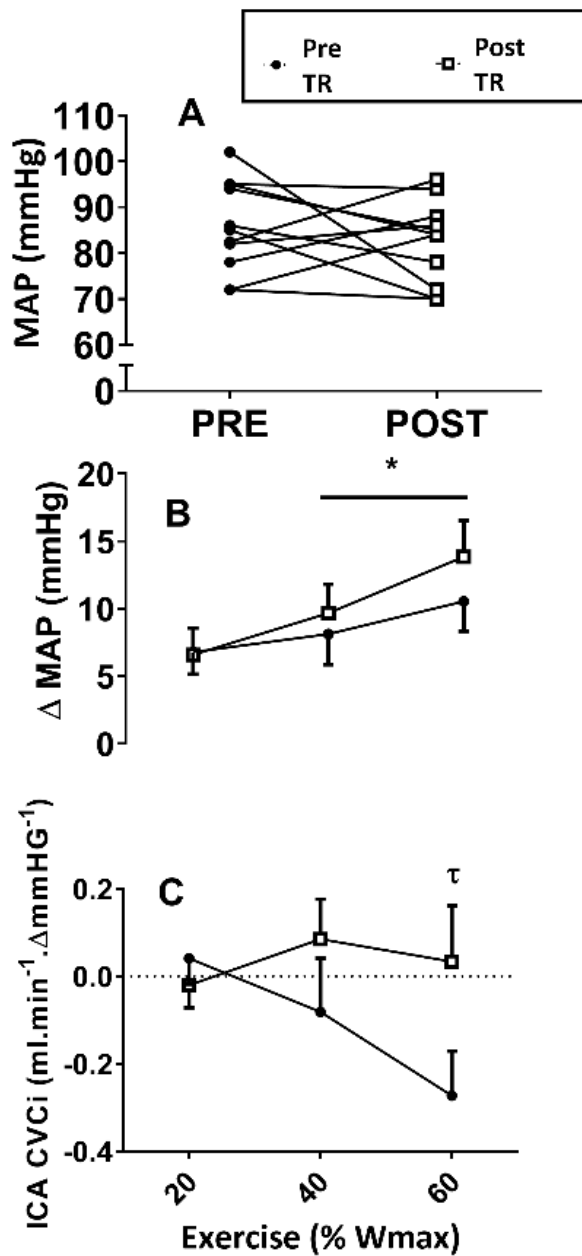 Pre Post
TR TR
A
110
100
90
80
70
60
0
MAP (mmHg)
PRE POST
*
B
20
15
10
5
0
Δ MAP (mmHg)
τ
C
0.2
0.0
-0.2
-0.4
ICA CVCi (ml.min⁻¹.ΔmmHG⁻¹)
20 40 60
Exercise (% Wmax)